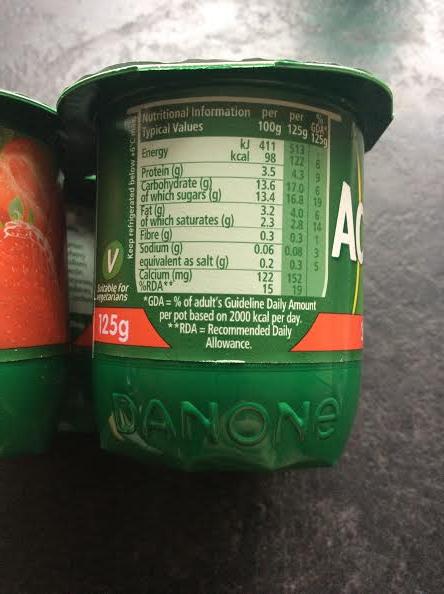 Keep refrigerated below +6°C
Nutritional Information per per %
Typical Values 100g 125g GDA* 125g
Energy kJ 411 513
kcal 98 122 6
Protein (g) 3.5 4.3 9
Carbohydrate (g) 13.6 17.0 6
of which sugars (g) 13.4 16.8 19
Fat (g) 3.2 4.0 6
of which saturates (g) 2.3 2.8 14
Fibre (g) 0.3 0.3 1
Sodium (g) 0.06 0.08 3
equivalent as salt (g) 0.2 0.3 5
Calcium (mg) 122 152
%RDA** 15 19
V
Suitable for
vegetarians
*GDA = % of adult's Guideline Daily Amount
per pot based on 2000 kcal per day.
**RDA = Recommended Daily
Allowance.
125g
AC
DANONE